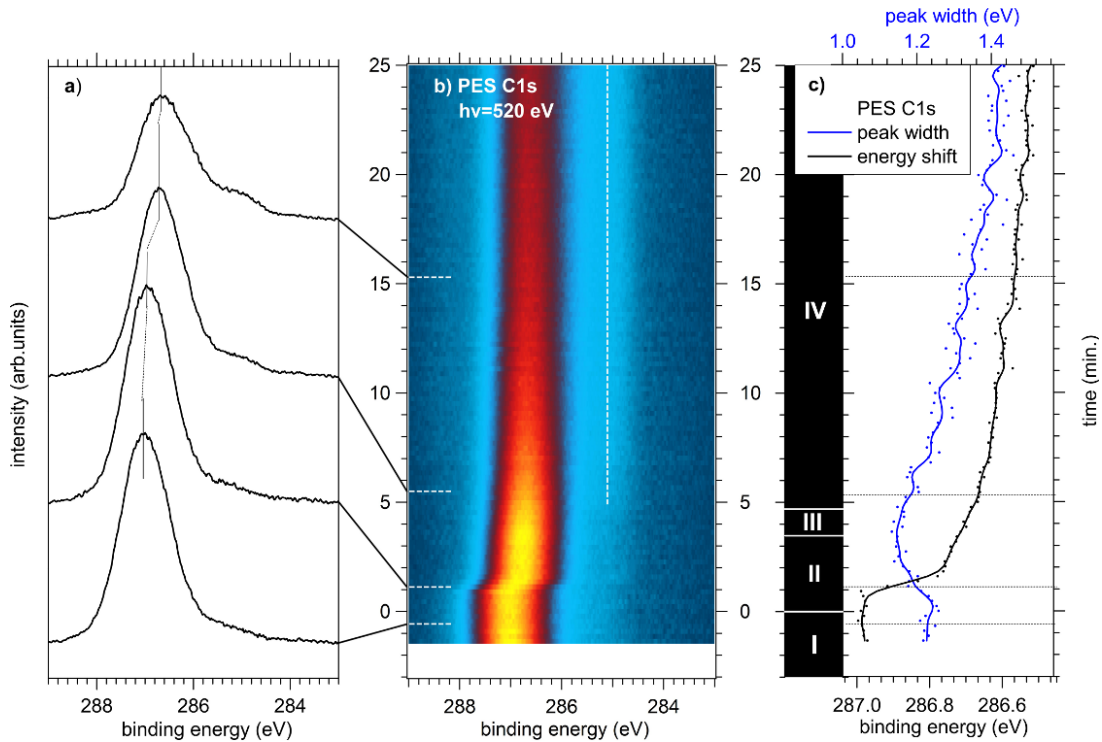 a)
intensity (arb.units)
288
286
284
binding energy (eV)
b) PES C1s
hν=520 eV
25
20
15
10
5
0
288
286
284
binding energy (eV)
peak width (eV)
1.0
1.2
1.4
c)
PES C1s
peak width
energy shift
25
20
15
10
5
0
IV
III
II
I
time (min.)
287.0
286.8
286.6
binding energy (eV)